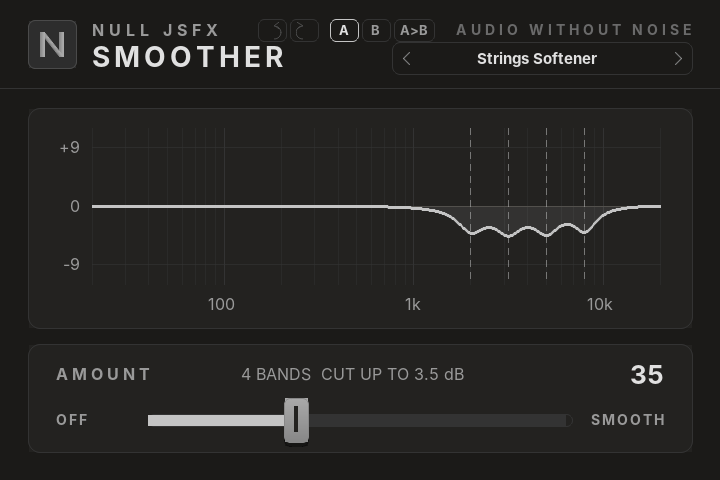 N
NULL JSFX
A B A>B
AUDIO WITHOUT NOISE
SMOOTHER
Strings Softener
+9
0
-9
100 1k 10k
AMOUNT 4 BANDS CUT UP TO 3.5 dB 35
OFF SMOOTH